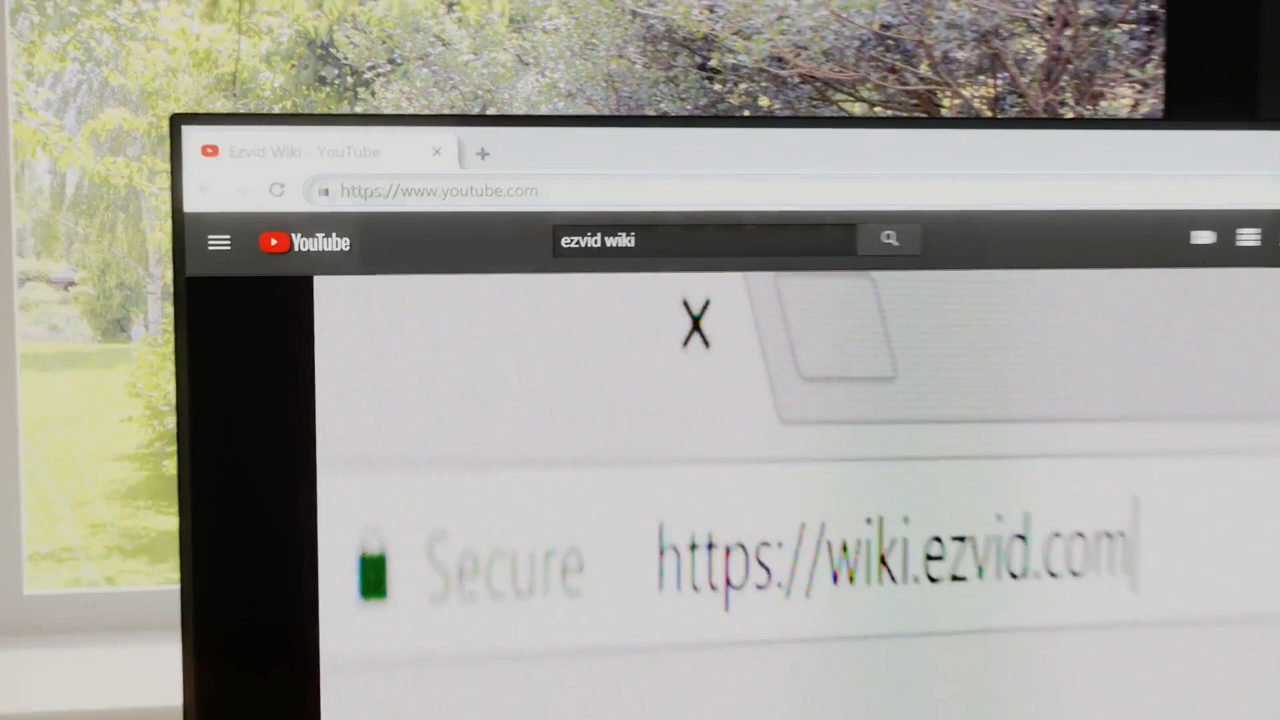 Ezvid Wiki - YouTube
https://www.youtube.com
YouTube
ezvid wiki
X
Secure https://wiki.ezvid.com